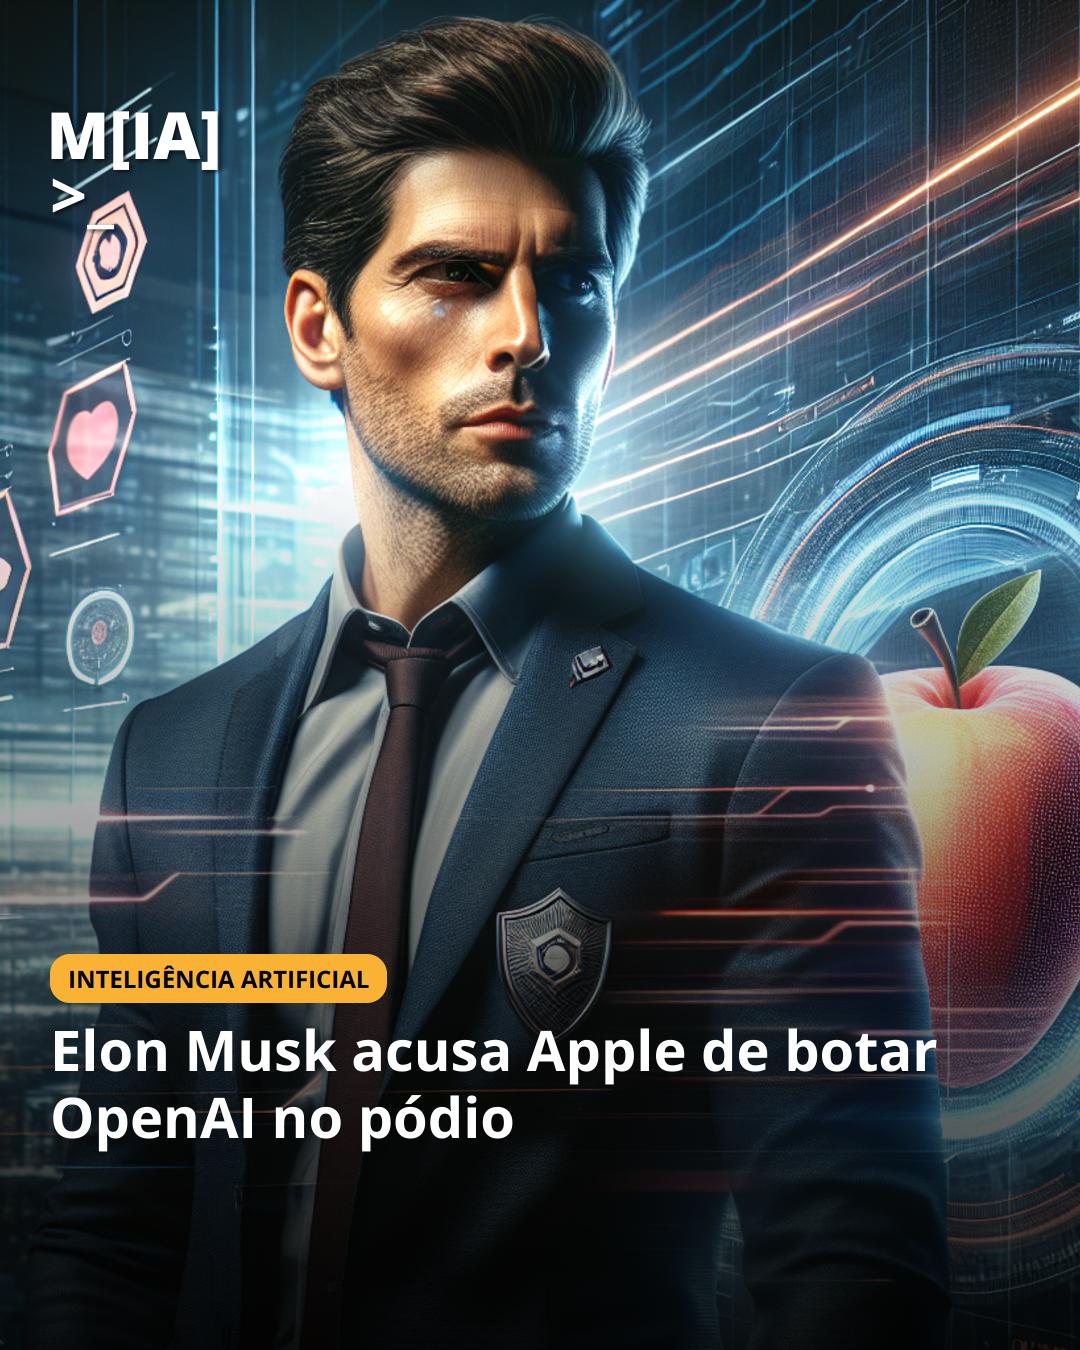 M[IA]
>_
INTELIGÊNCIA ARTIFICIAL
Elon Musk acusa Apple de botar
OpenAI no pódio